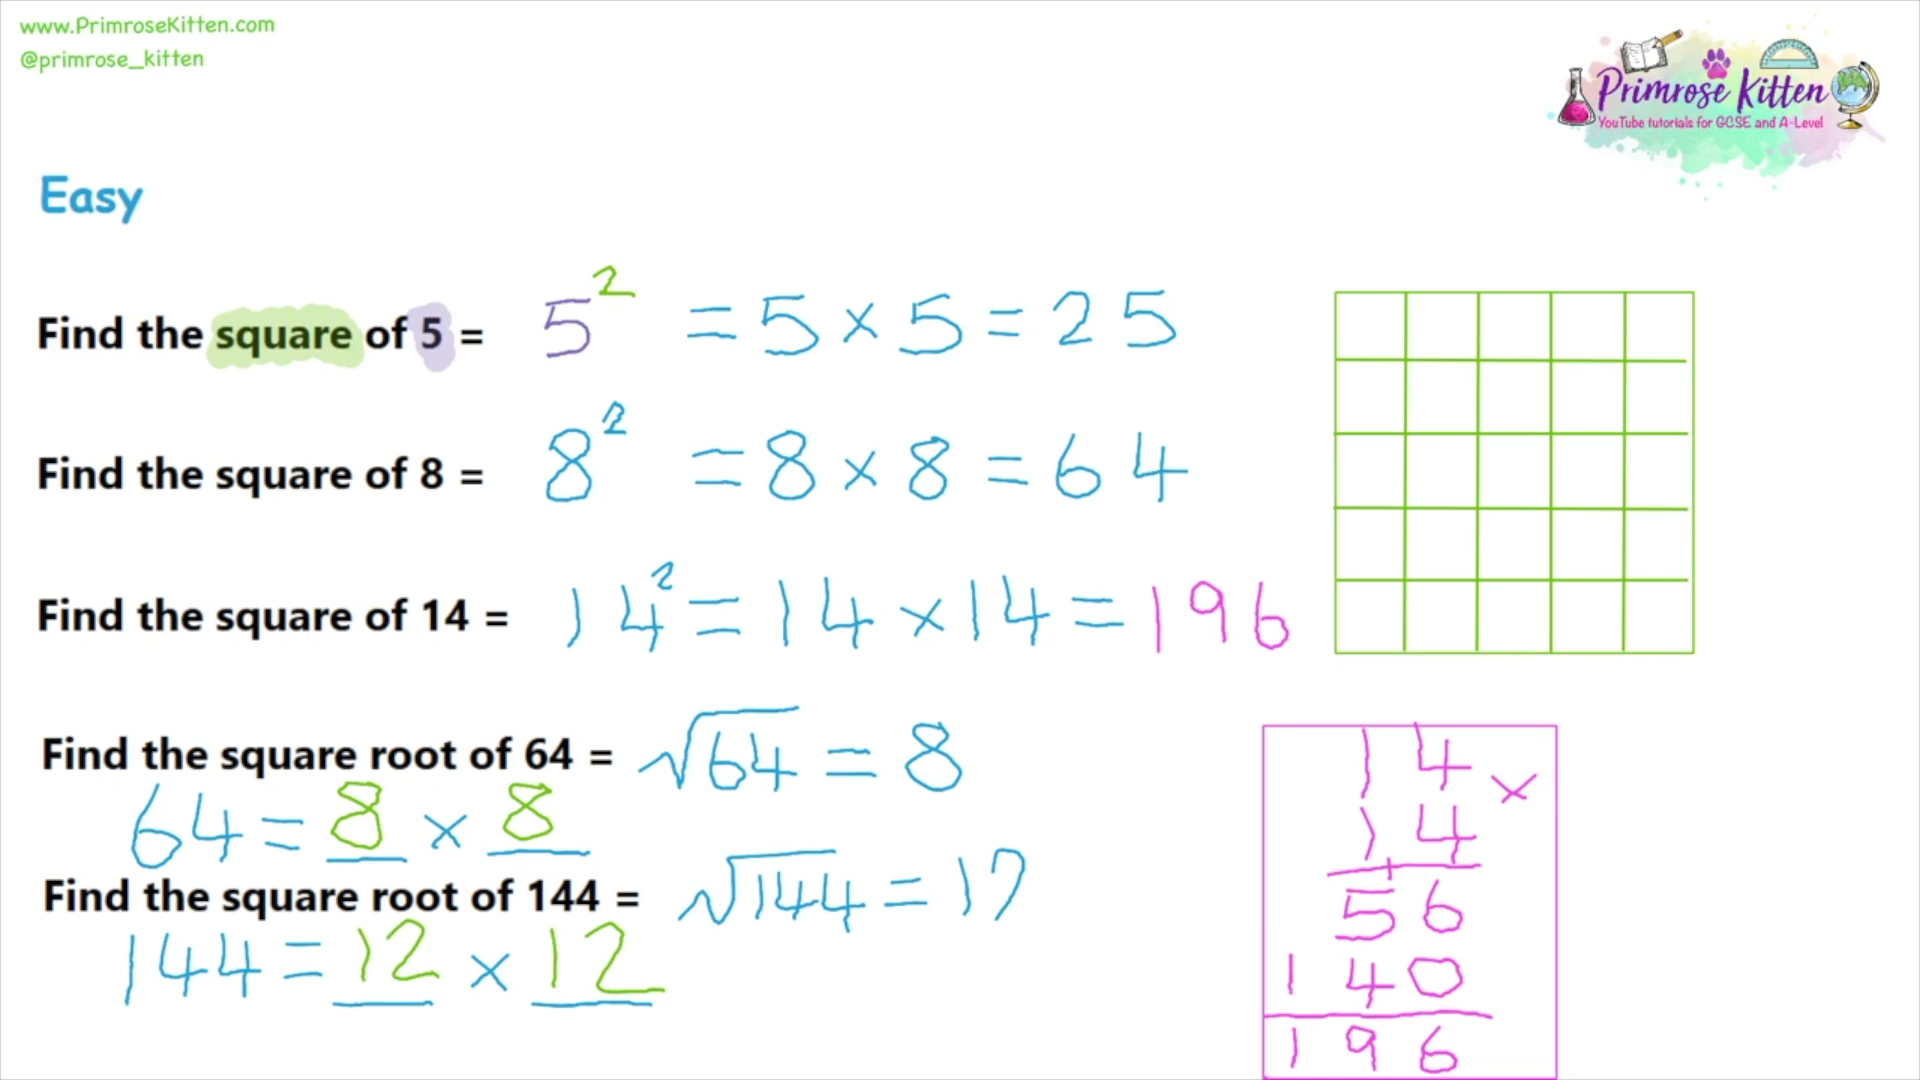 www.PrimroseKitten.com
@primrose_kitten
Primrose Kitten
YouTube tutorials for GCSE and A-Level
Easy
Find the square of 5 = 5² = 5 × 5 = 25
Find the square of 8 = 8² = 8 × 8 = 64
Find the square of 14 = 14² = 14 × 14 = 196
Find the square root of 64 = √64 = 8
64 = 8 × 8
Find the square root of 144 = √144 = 17
144 = 12 × 12
14 ×
14
56
140
196